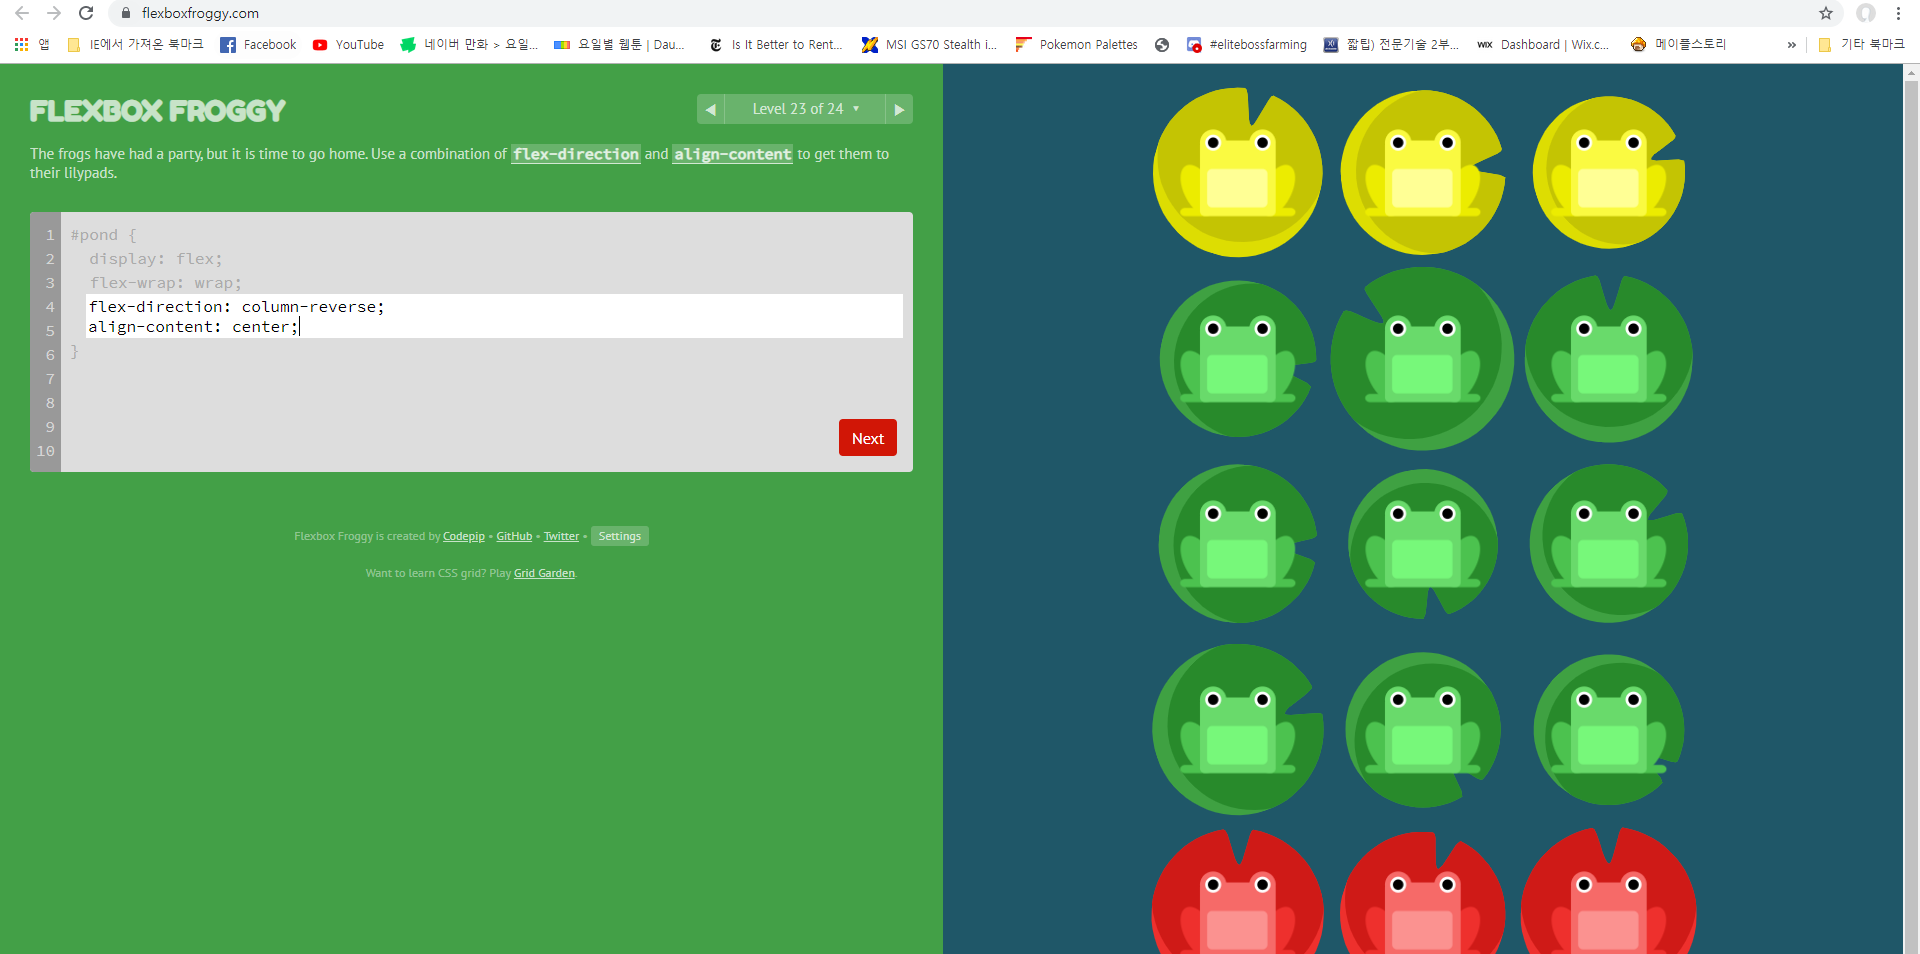 flexboxfroggy.com
앱 IE에서 가져온 북마크 Facebook YouTube 네이버 만화 > 요일... 요일별 웹툰 | Dau... Is It Better to Rent... MSI GS70 Stealth i... Pokemon Palettes #elitebossfarming 짧팁) 전문기술 2부... WIX Dashboard | Wix.c... 메이플스토리 » 기타 북마크
FLEXBOX FROGGY
◀ Level 23 of 24 ▼ ▶
The frogs have had a party, but it is time to go home. Use a combination of flex-direction and align-content to get them to
their lilypads.
1 #pond {
2 display: flex;
3 flex-wrap: wrap;
4 flex-direction: column-reverse;
5 align-content: center;
6 }
7
8
9
10
Next
Flexbox Froggy is created by Codepip • GitHub • Twitter • Settings
Want to learn CSS grid? Play Grid Garden.